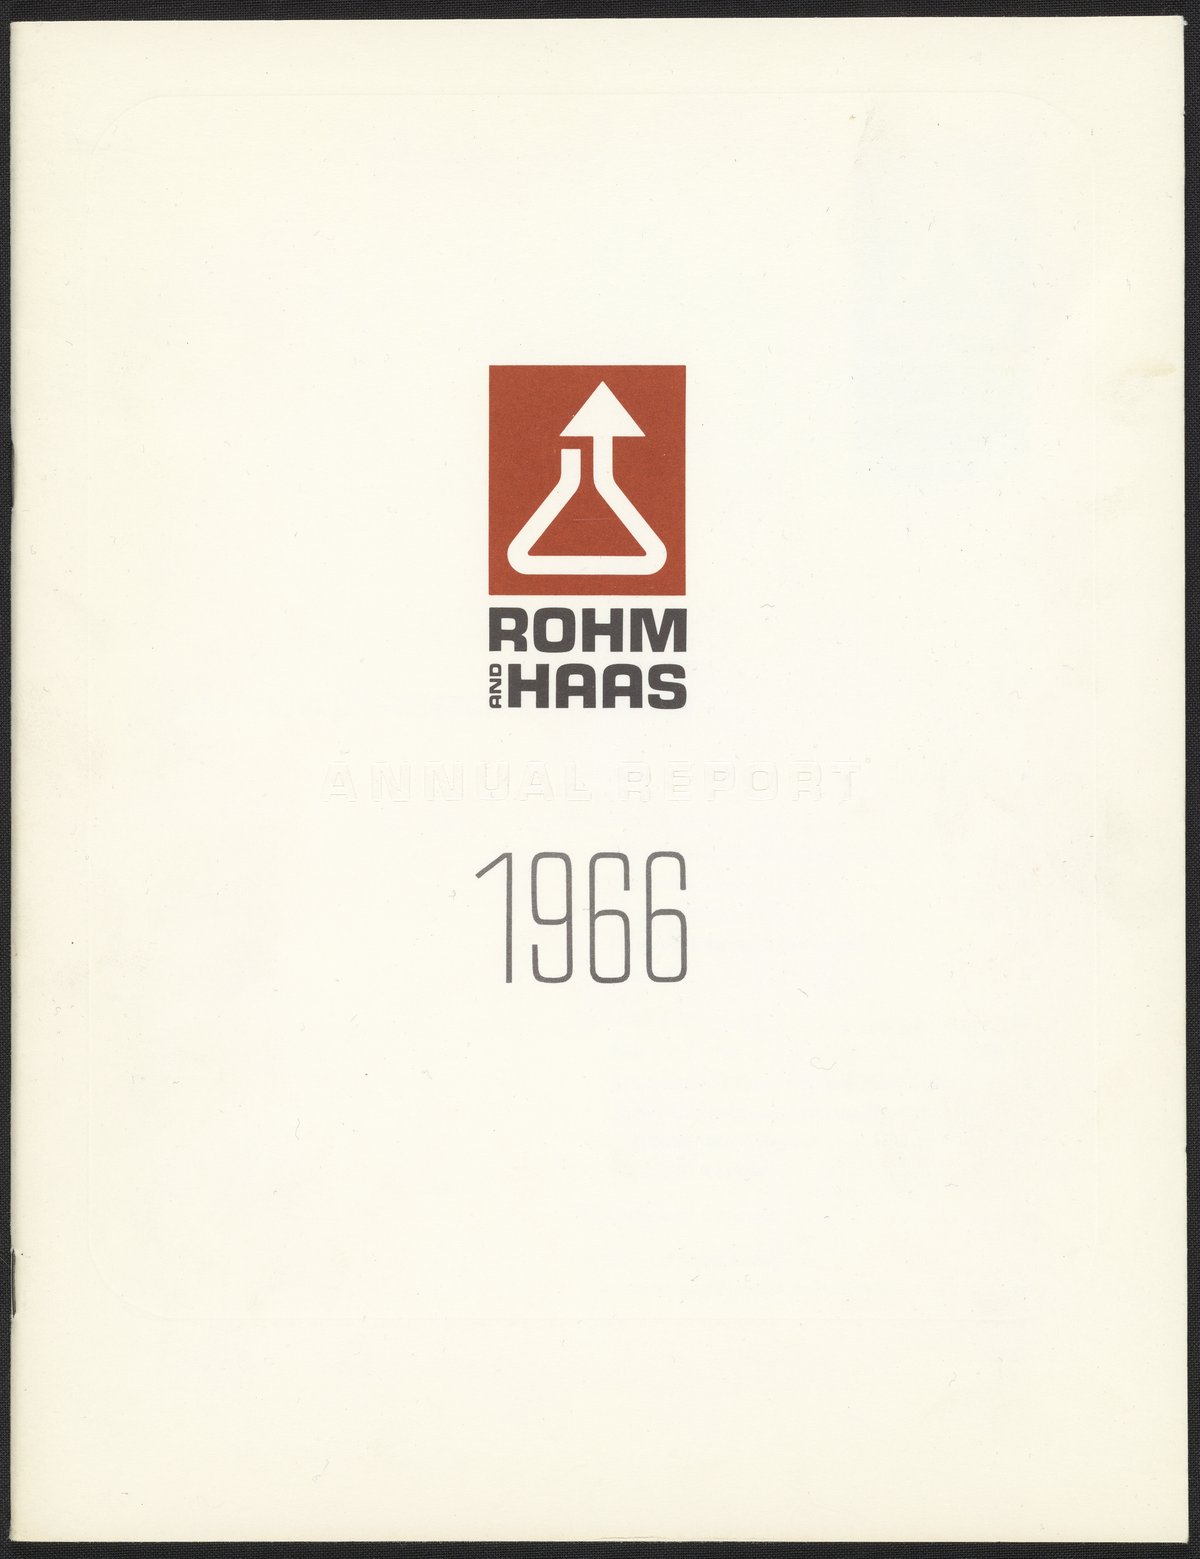 ROHM
AND HAAS
ANNUAL REPORT
1966